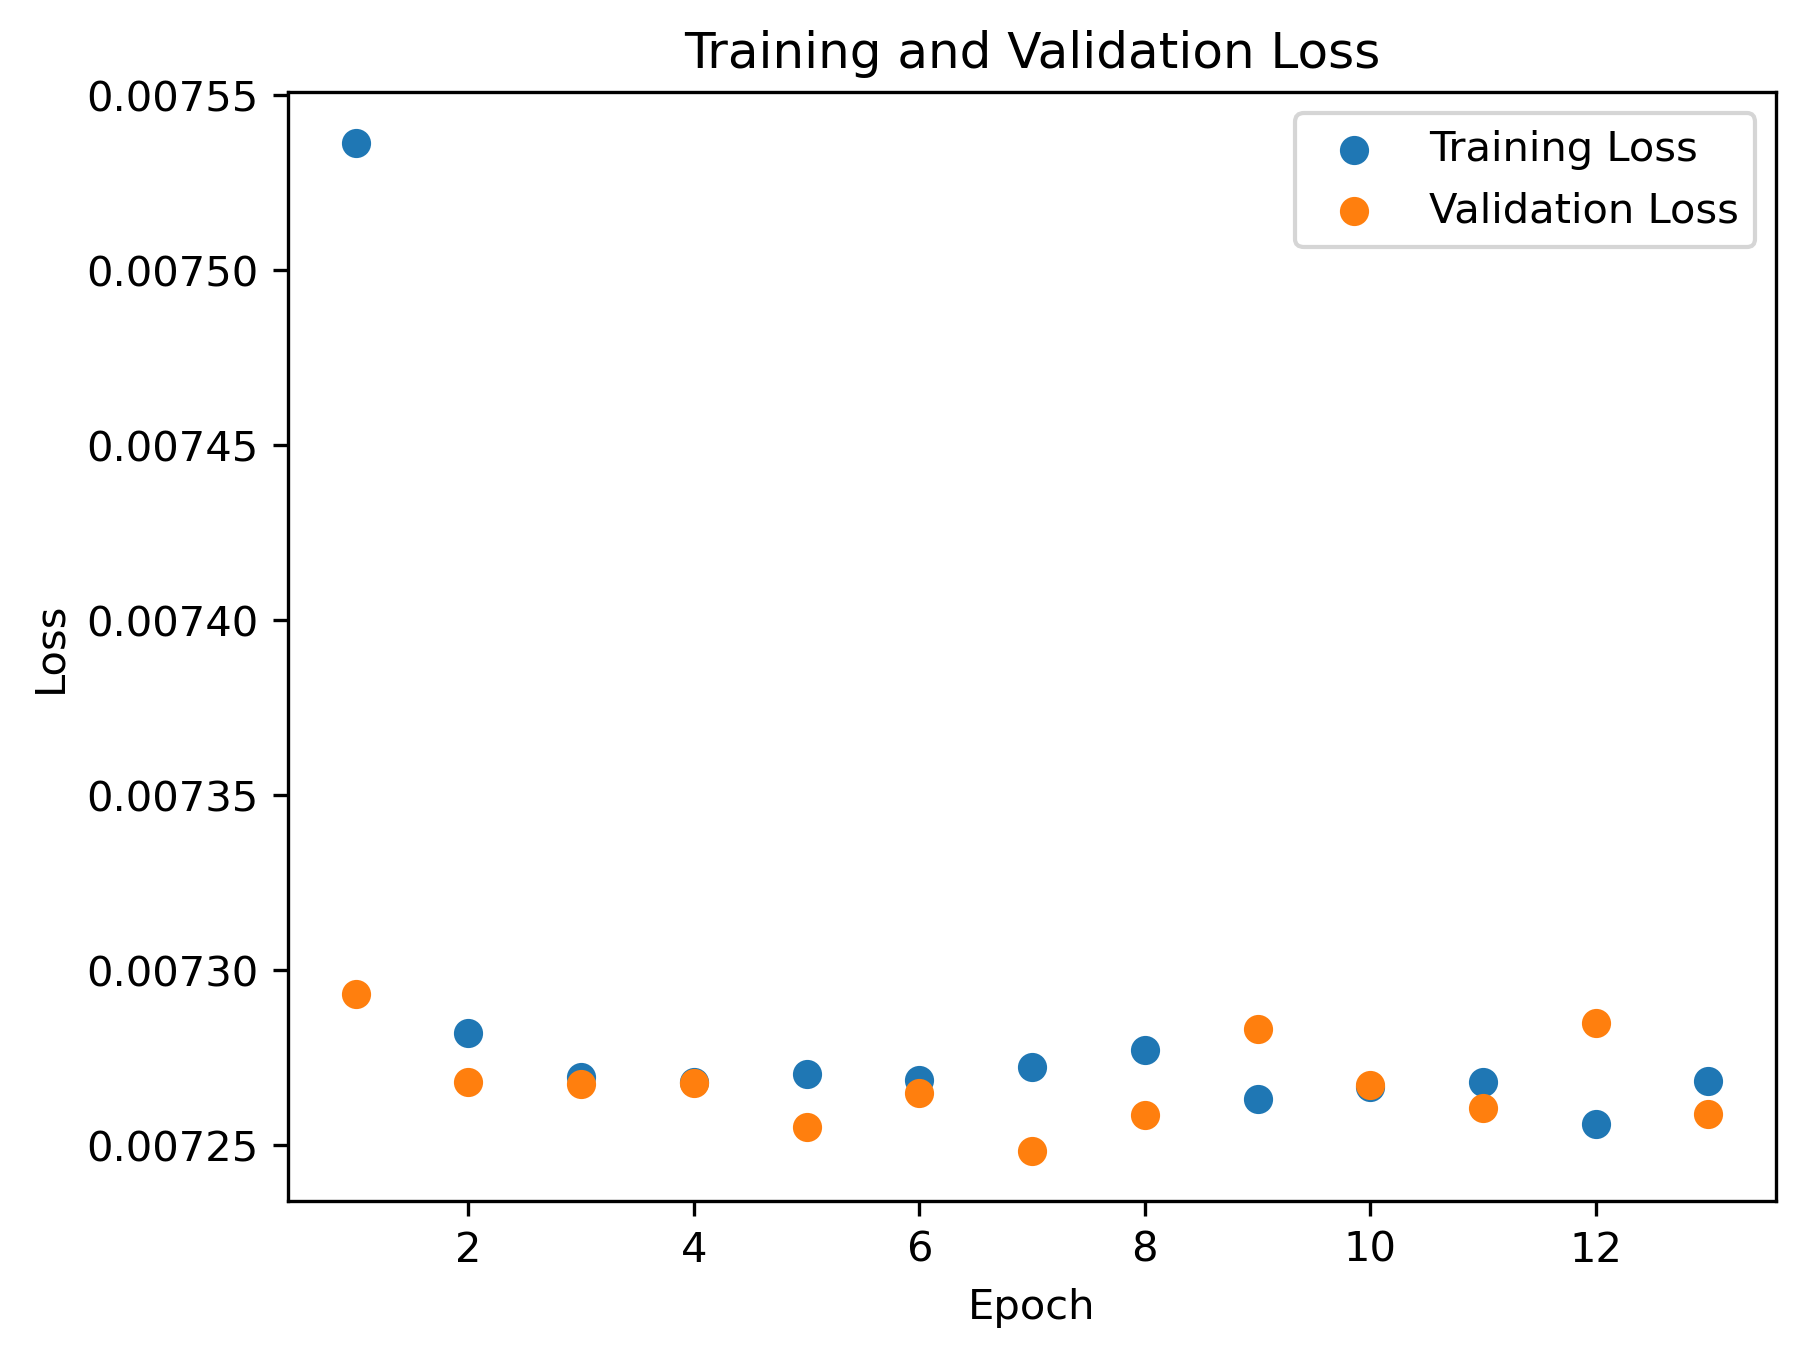 Training and Validation Loss
0.00755
0.00750
0.00745
0.00740
0.00735
0.00730
0.00725
Loss
Training Loss
Validation Loss
2 4 6 8 10 12
Epoch